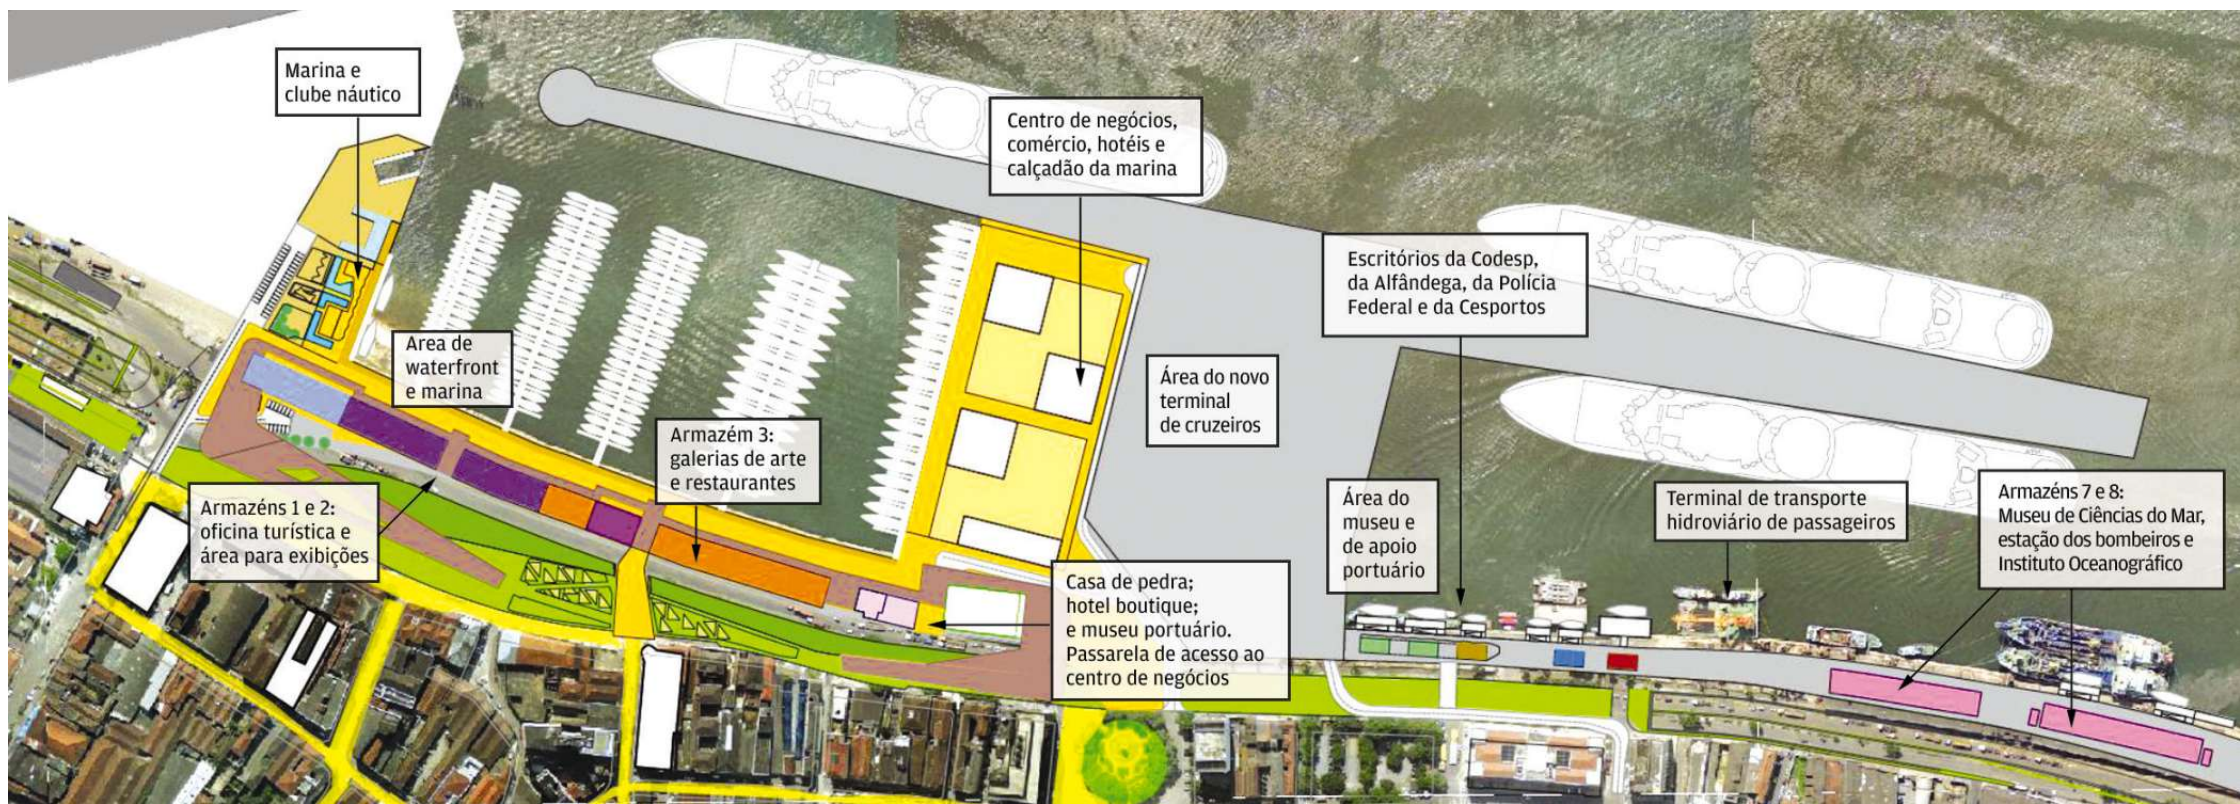 Marina e
clube náutico
Centro de negócios,
comércio, hotéis e
calçadão da marina
Escritórios da Codesp,
da Alfândega, da Polícia
Federal e da Cesportos
Área de
waterfront
e marina
Área do novo
terminal
de cruzeiros
Armazém 3:
galerias de arte
e restaurantes
Armazéns 1 e 2:
oficina turística e
área para exibições
Área do
museu e
de apoio
portuário
Terminal de transporte
hidroviário de passageiros
Armazéns 7 e 8:
Museu de Ciências do Mar,
estação dos bombeiros e
Instituto Oceanográfico
Casa de pedra;
hotel boutique;
e museu portuário.
Passarela de acesso ao
centro de negócios